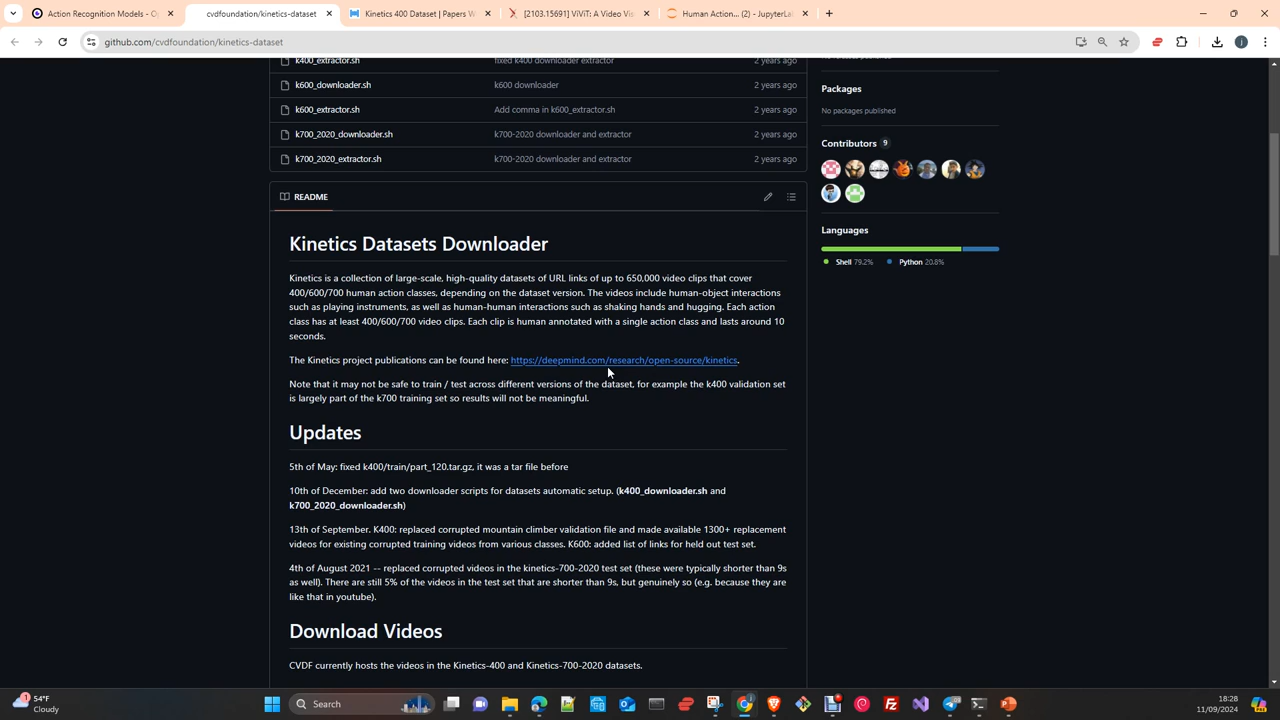 Action Recognition Models - O
cvdfoundation/kinetics-dataset
Kinetics 400 Dataset | Papers W
[2103.15691] ViViT: A Video Vis
Human Action... (2) - JupyterLa
github.com/cvdfoundation/kinetics-dataset
k400_extractor.sh fixed k400 downloader extractor 2 years ago
k600_downloader.sh k600 downloader 2 years ago
k600_extractor.sh Add comma in k600_extractor.sh 2 years ago
k700_2020_downloader.sh k700-2020 downloader and extractor 2 years ago
k700_2020_extractor.sh k700-2020 downloader and extractor 2 years ago
Packages
No packages published
Contributors 9
Languages
Shell 79.2% Python 20.8%
README
Kinetics Datasets Downloader
Kinetics is a collection of large-scale, high-quality datasets of URL links of up to 650,000 video clips that cover
400/600/700 human action classes, depending on the dataset version. The videos include human-object interactions
such as playing instruments, as well as human-human interactions such as shaking hands and hugging. Each action
class has at least 400/600/700 video clips. Each clip is human annotated with a single action class and lasts around 10
seconds.
The Kinetics project publications can be found here: https://deepmind.com/research/open-source/kinetics.
Note that it may not be safe to train / test across different versions of the dataset, for example the k400 validation set
is largely part of the k700 training set so results will not be meaningful.
Updates
5th of May: fixed k400/train/part_120.tar.gz, it was a tar file before
10th of December: add two downloader scripts for datasets automatic setup. (k400_downloader.sh and
k700_2020_downloader.sh)
13th of September. K400: replaced corrupted mountain climber validation file and made available 1300+ replacement
videos for existing corrupted training videos from various classes. K600: added list of links for held out test set.
4th of August 2021 -- replaced corrupted videos in the kinetics-700-2020 test set (these were typically shorter than 9s
as well). There are still 5% of the videos in the test set that are shorter than 9s, but genuinely so (e.g. because they are
like that in youtube).
Download Videos
CVDF currently hosts the videos in the Kinetics-400 and Kinetics-700-2020 datasets.
1
54°F
Cloudy
Search
18:28
11/09/2024